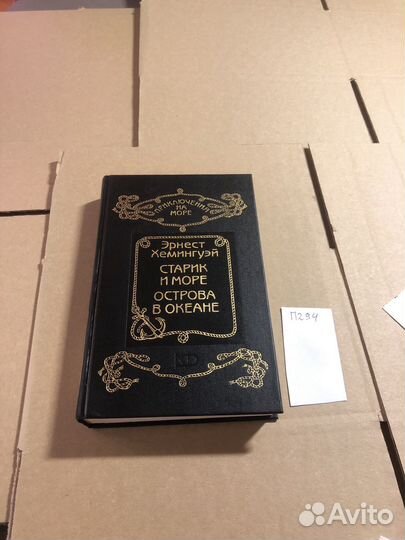 ПРИКЛЮЧЕНИЯ
НА
МОРЕ
Эрнест
Хемингуэй
СТАРИК
И МОРЕ
ОСТРОВА
В ОКЕАНЕ
П294
Avito